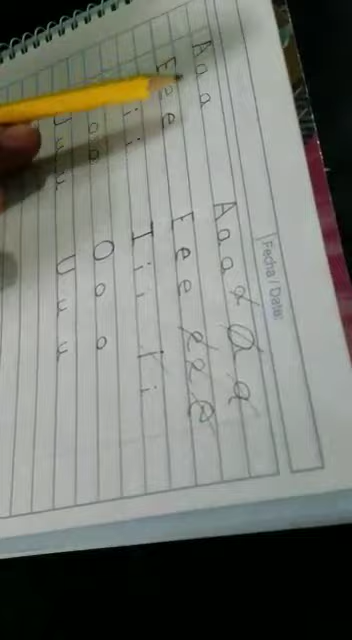 Fecha / Date:
A a a A a a
E e e E e e
i i I i i I i
o o O o o
U u u U u u